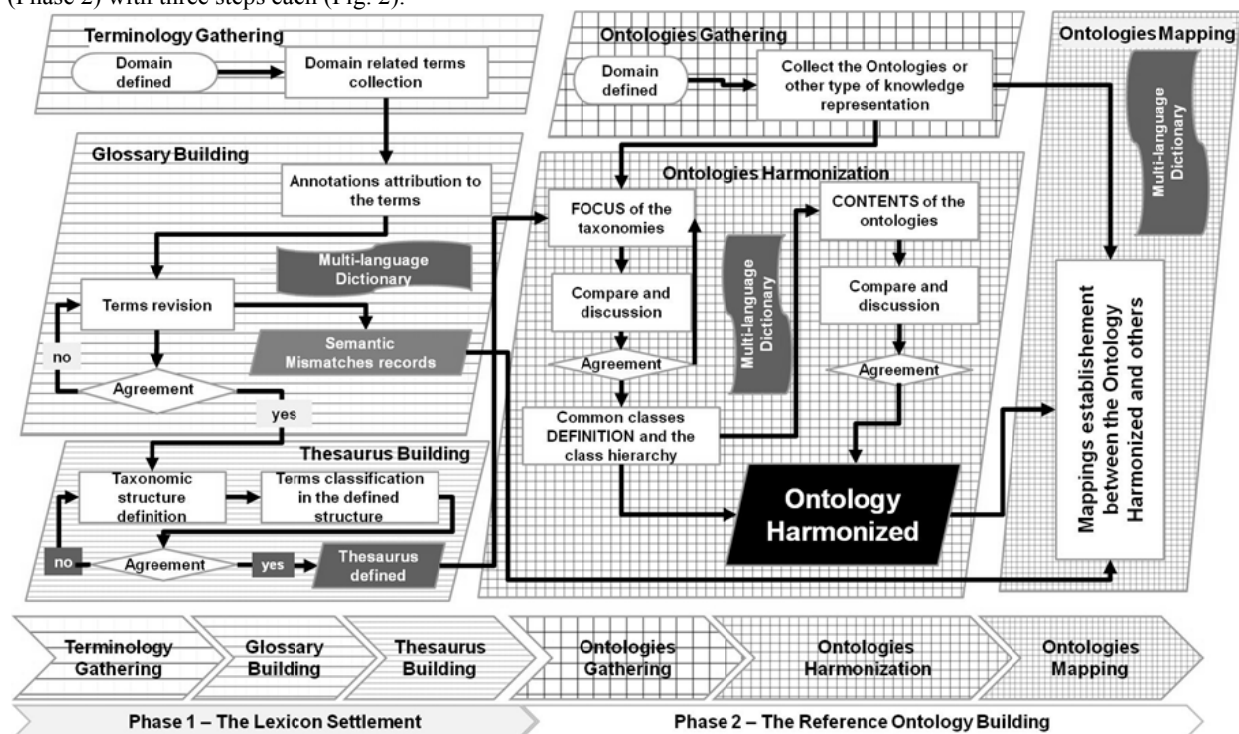 (Phase 2) with three steps each (Fig. 2).
Terminology Gathering
Domain
defined
Domain related terms
collection
Glossary Building
Annotations attribution to
the terms
Multi-language
Dictionary
Terms revision
Semantic
Mismatches records
no
Agreement
yes
Thesaurus Building
Taxonomic
structure
definition
Terms classification
in the defined
structure
no
Agreement
yes
Thesaurus
defined
Ontologies Gathering
Domain
defined
Collect the Ontologies or
other type of knowledge
representation
Ontologies Harmonization
FOCUS of the
taxonomies
Compare and
discussion
Agreement
Common classes
DEFINITION and the
class hierarchy
Multi-language
Dictionary
CONTENTS of the
ontologies
Compare and
discussion
Agreement
Ontology
Harmonized
Ontologies Mapping
Multi-language
Dictionary
Mappings establishement
between the Ontology
Harmonized and others
Terminology
Gathering
Glossary
Building
Thesaurus
Building
Ontologies
Gathering
Ontologies
Harmonization
Ontologies
Mapping
Phase 1 – The Lexicon Settlement
Phase 2 – The Reference Ontology Building